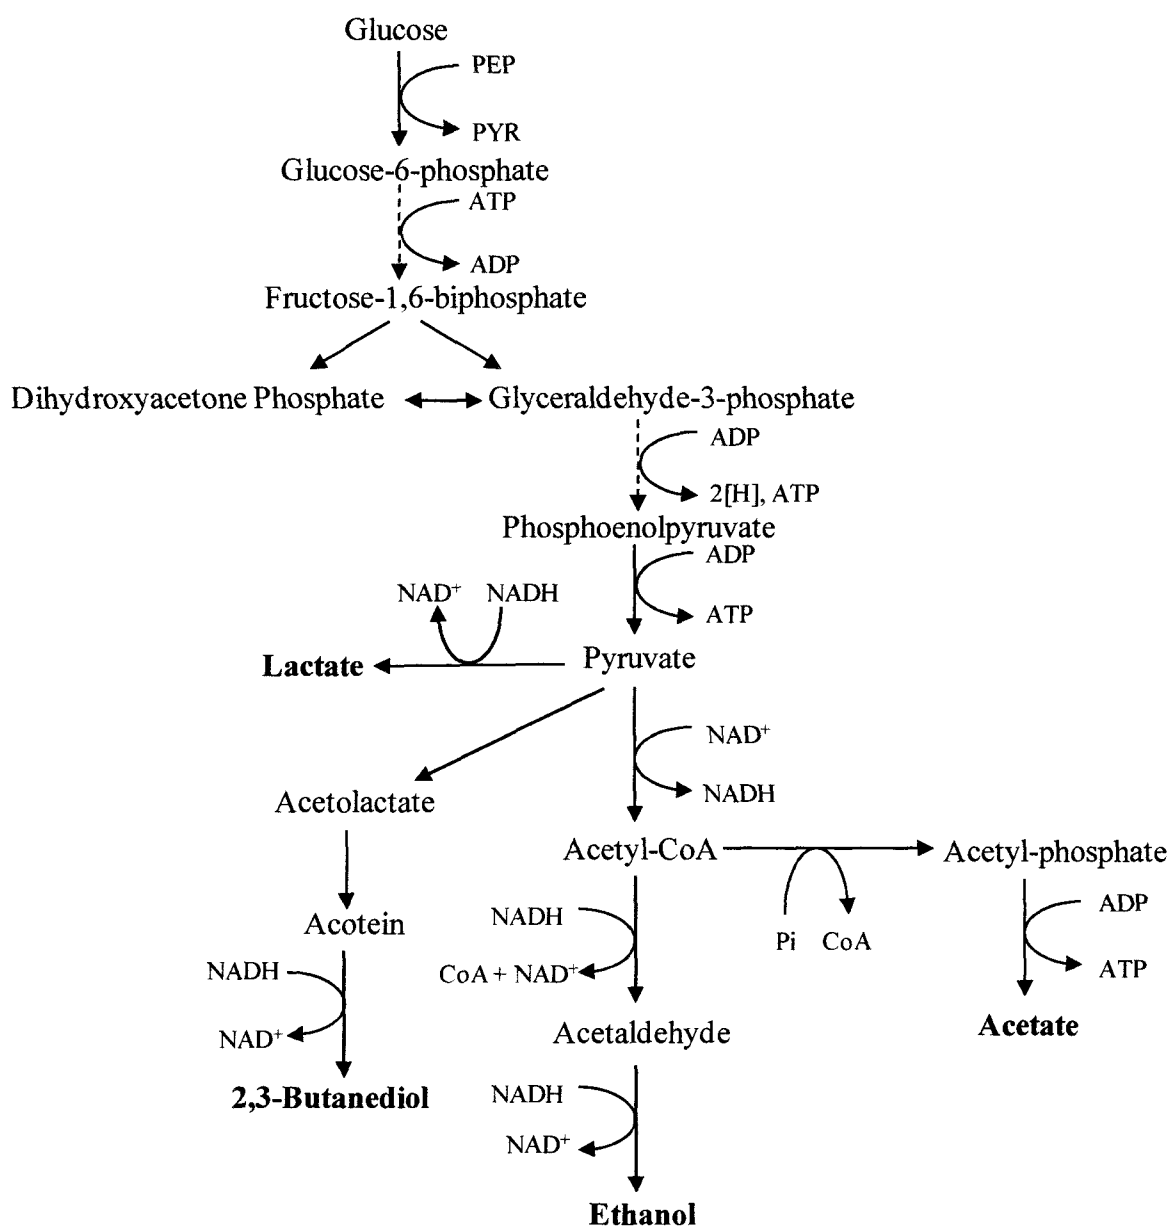 Glucose
PEP
PYR
Glucose-6-phosphate
ATP
ADP
Fructose-1,6-biphosphate
Dihydroxyacetone Phosphate
Glyceraldehyde-3-phosphate
ADP
2[H], ATP
Phosphoenolpyruvate
ADP
ATP
NAD+ NADH
Lactate
Pyruvate
NAD+
NADH
Acetolactate
Acetyl-CoA
Acetyl-phosphate
Pi CoA
ADP
ATP
Acetate
Acotein
NADH
NAD+
2,3-Butanediol
NADH
CoA + NAD+
Acetaldehyde
NADH
NAD+
Ethanol